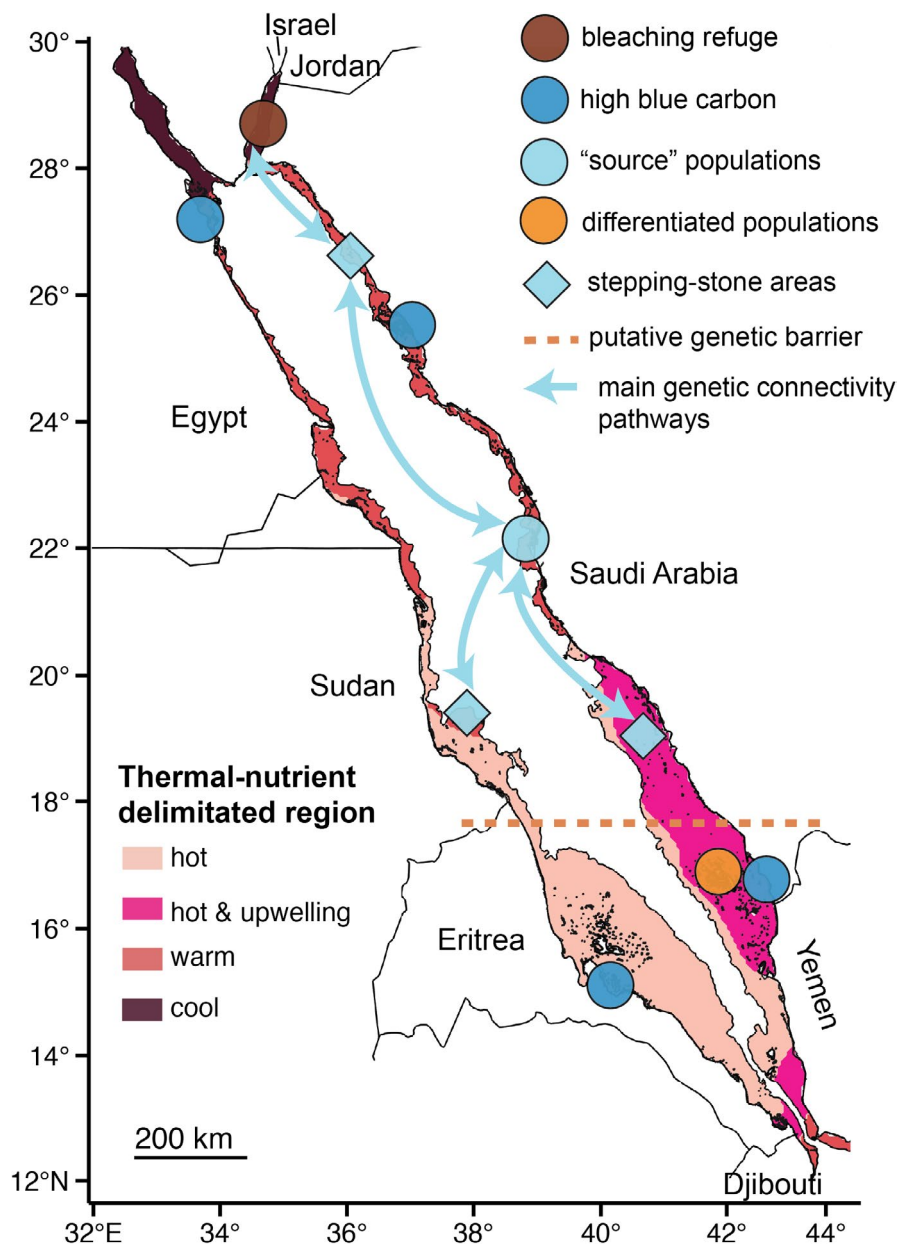 30°
28°
26°
24°
22°
20°
18°
16°
14°
12°N
32°E
34°
36°
38°
40°
42°
44°
Israel
Jordan
Egypt
Saudi Arabia
Sudan
Eritrea
Yemen
Djibouti
bleaching refuge
high blue carbon
“source” populations
differentiated populations
stepping-stone areas
putative genetic barrier
main genetic connectivity
pathways
Thermal-nutrient
delimitated region
hot
hot & upwelling
warm
cool
200 km